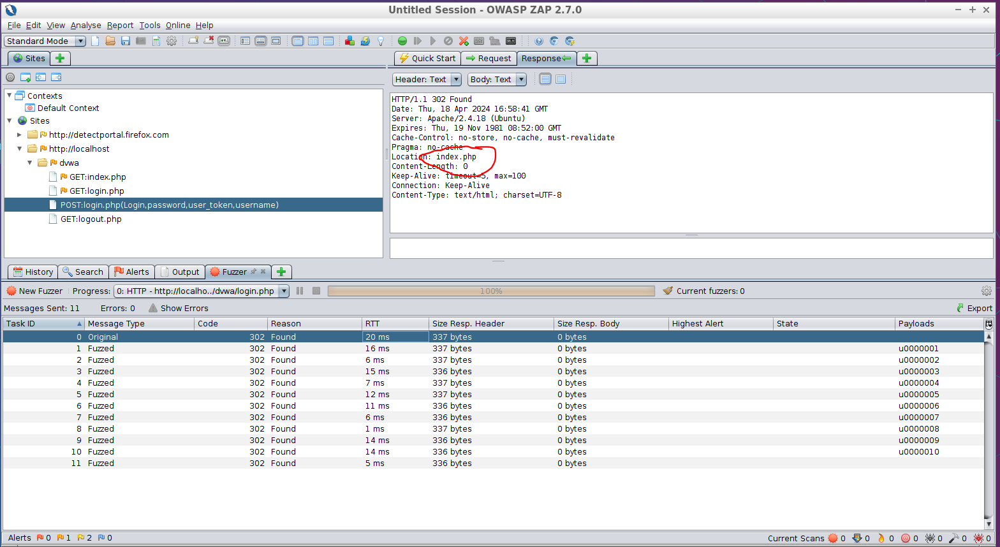 Untitled Session - OWASP ZAP 2.7.0
File Edit View Analyse Report Tools Online Help
Standard Mode
Sites
Quick Start Request Response
Header: Text Body: Text
Contexts
Default Context
Sites
http://detectportal.firefox.com
http://localhost
dvwa
GET:index.php
GET:login.php
POST:login.php(Login,password,user_token,username)
GET:logout.php
HTTP/1.1 302 Found
Date: Thu, 18 Apr 2024 16:58:41 GMT
Server: Apache/2.4.18 (Ubuntu)
Expires: Thu, 19 Nov 1981 08:52:00 GMT
Cache-Control: no-store, no-cache, must-revalidate
Pragma: no-cache
Location: index.php
Content-Length: 0
Keep-Alive: timeout=5, max=100
Connection: Keep-Alive
Content-Type: text/html; charset=UTF-8
History Search Alerts Output Fuzzer
New Fuzzer Progress: 0: HTTP - http://localho../dvwa/login.php 100% Current fuzzers: 0
Messages Sent: 11 Errors: 0 Show Errors Export
Task ID Message Type Code Reason RTT Size Resp. Header Size Resp. Body Highest Alert State Payloads
0 Original 302 Found 20 ms 337 bytes 0 bytes
1 Fuzzed 302 Found 16 ms 337 bytes 0 bytes u0000001
2 Fuzzed 302 Found 6 ms 337 bytes 0 bytes u0000002
3 Fuzzed 302 Found 15 ms 336 bytes 0 bytes u0000003
4 Fuzzed 302 Found 7 ms 337 bytes 0 bytes u0000004
5 Fuzzed 302 Found 12 ms 337 bytes 0 bytes u0000005
6 Fuzzed 302 Found 11 ms 336 bytes 0 bytes u0000006
7 Fuzzed 302 Found 6 ms 336 bytes 0 bytes u0000007
8 Fuzzed 302 Found 1 ms 337 bytes 0 bytes u0000008
9 Fuzzed 302 Found 14 ms 336 bytes 0 bytes u0000009
10 Fuzzed 302 Found 14 ms 336 bytes 0 bytes u0000010
11 Fuzzed 302 Found 5 ms 336 bytes 0 bytes
Alerts 0 1 2 0 Current Scans 0 0 0 0 0 0 0